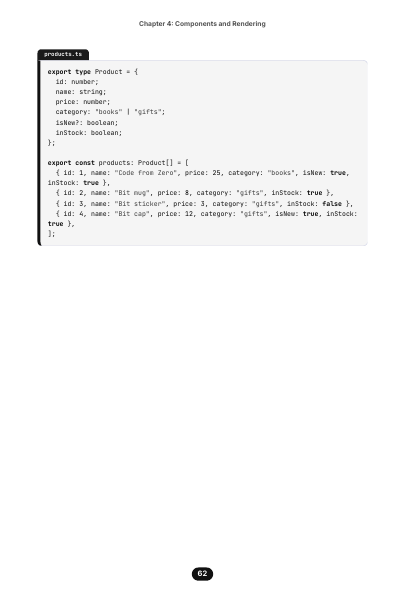 Chapter 4: Components and Rendering
products.ts
export type Product = {
  id: number;
  name: string;
  price: number;
  category: "books" | "gifts";
  isNew?: boolean;
  inStock: boolean;
};

export const products: Product[] = [
  { id: 1, name: "Code from Zero", price: 25, category: "books", isNew: true,
inStock: true },
  { id: 2, name: "Bit mug", price: 8, category: "gifts", inStock: true },
  { id: 3, name: "Bit sticker", price: 3, category: "gifts", inStock: false },
  { id: 4, name: "Bit cap", price: 12, category: "gifts", isNew: true, inStock:
true },
];
62